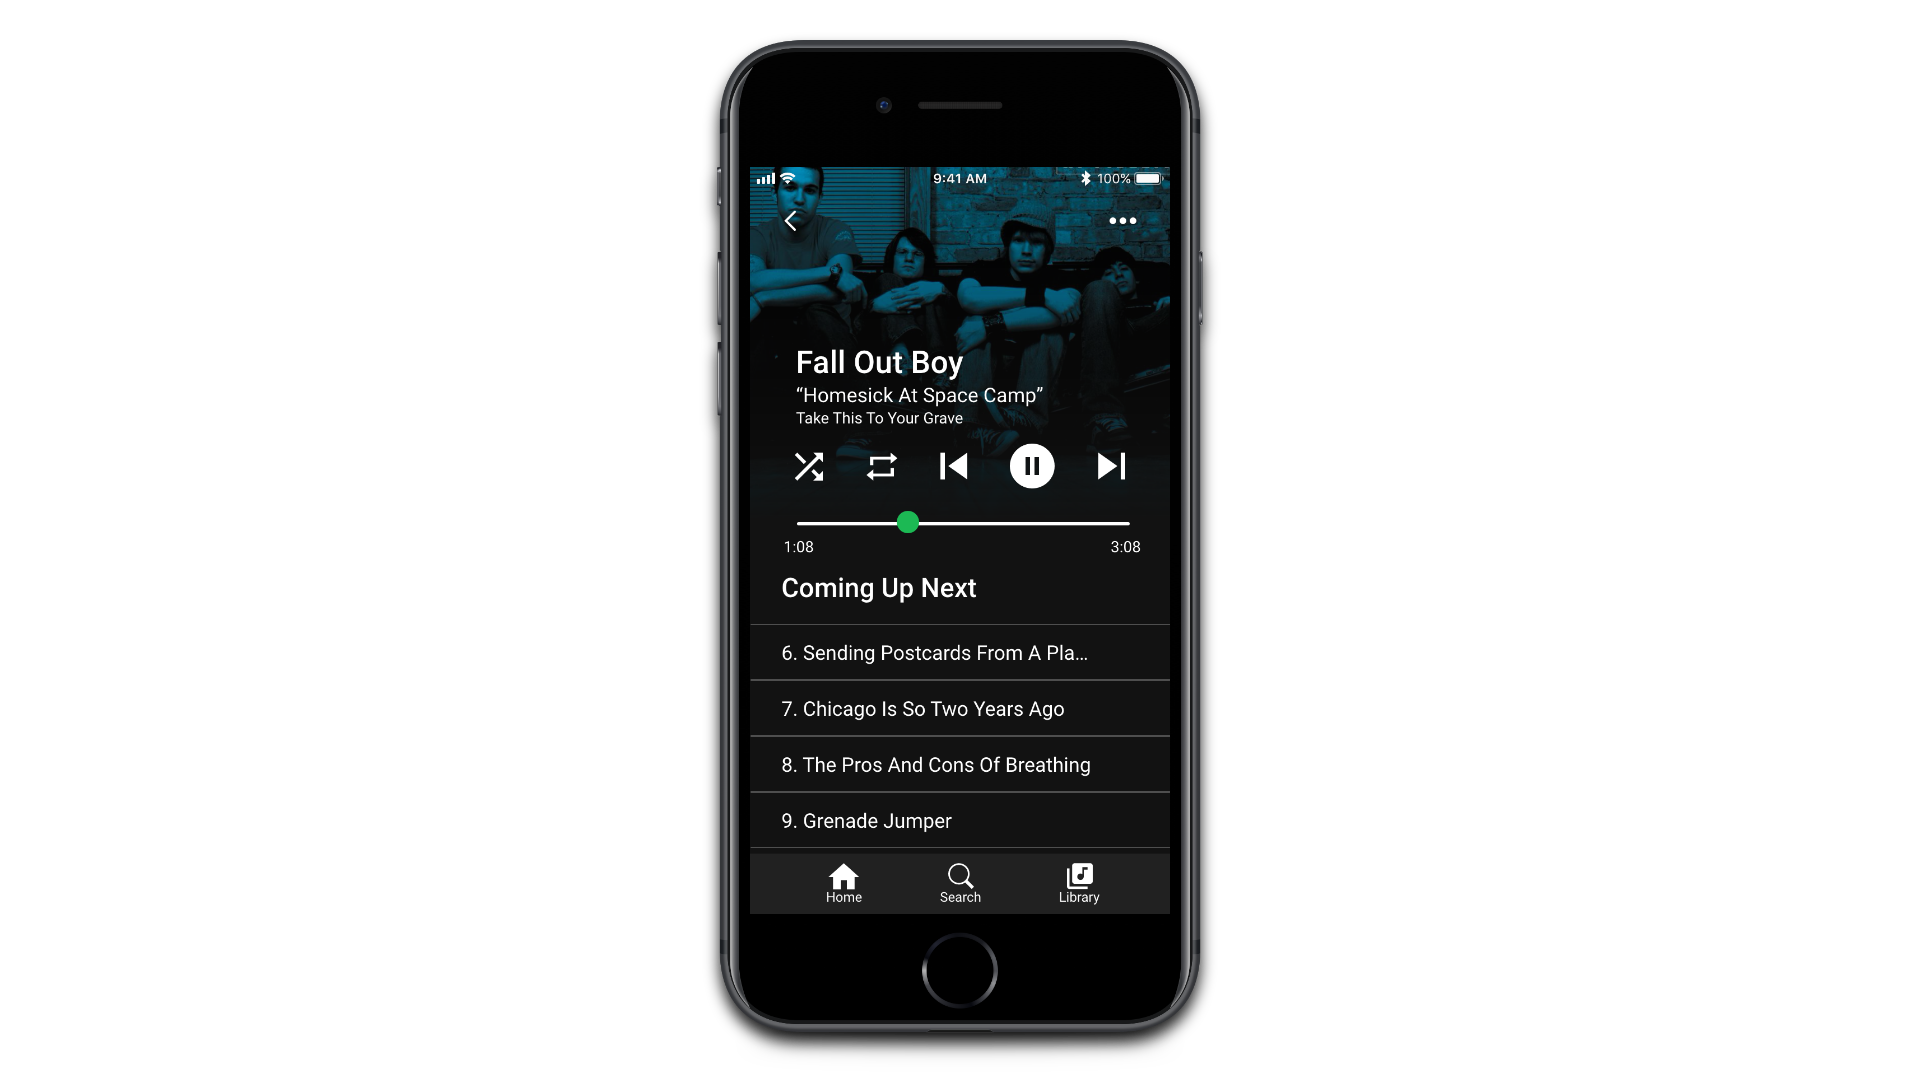 9:41 AM
100%
Fall Out Boy
“Homesick At Space Camp”
Take This To Your Grave
1:08
3:08
Coming Up Next
6. Sending Postcards From A Pla...
7. Chicago Is So Two Years Ago
8. The Pros And Cons Of Breathing
9. Grenade Jumper
Home
Search
Library